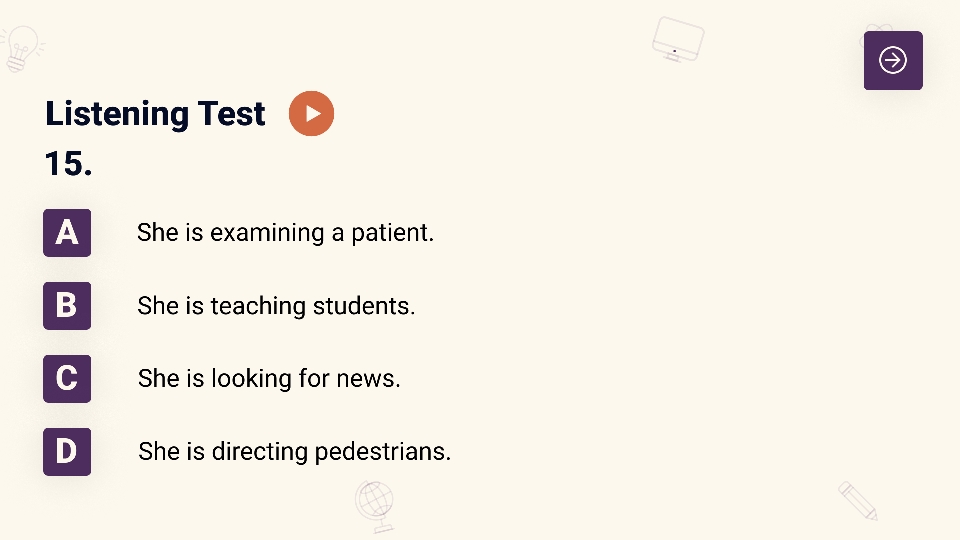 Listening Test
15.
A She is examining a patient.
B She is teaching students.
C She is looking for news.
D She is directing pedestrians.